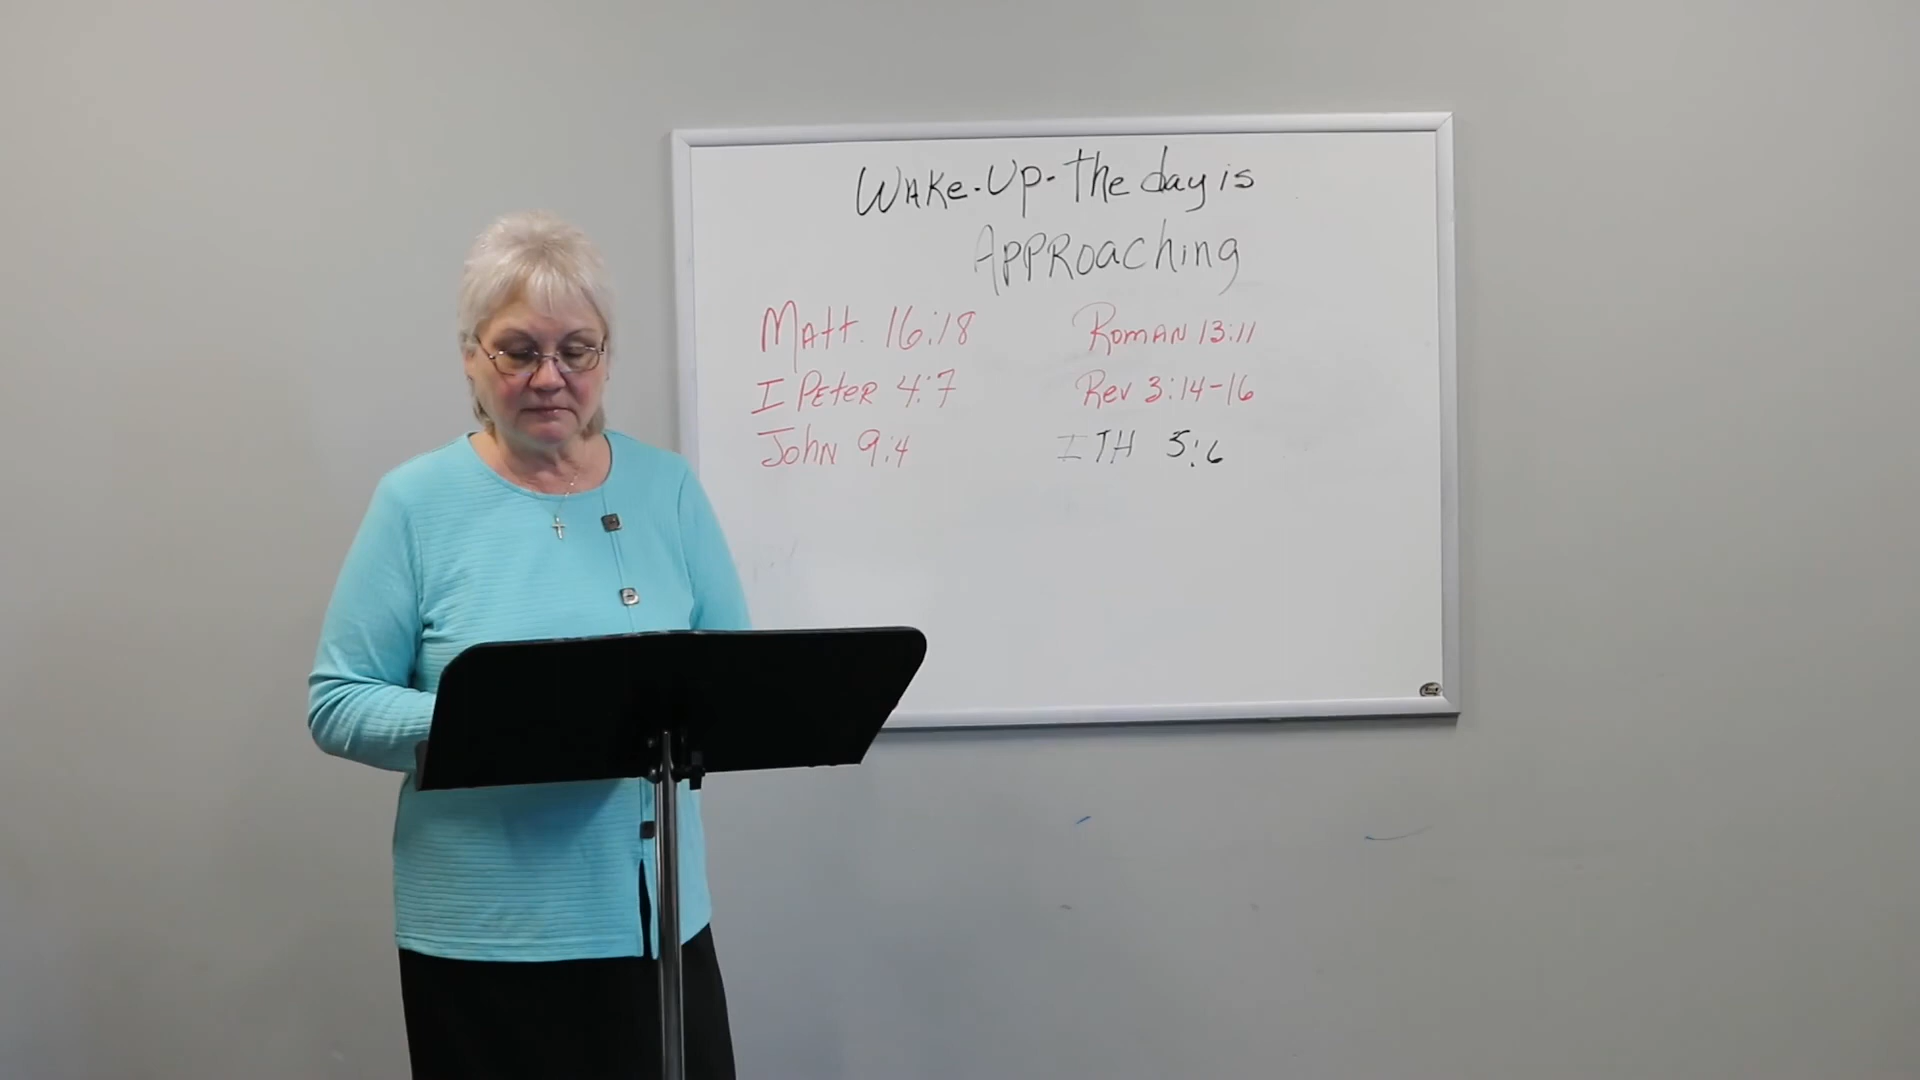 WAKe-Up-The day is
APPRoaching
MAtt. 16:18
I PeteR 4:7
JohN 9:4
RomAN 13:11
Rev 3:14-16
I TH 5:6